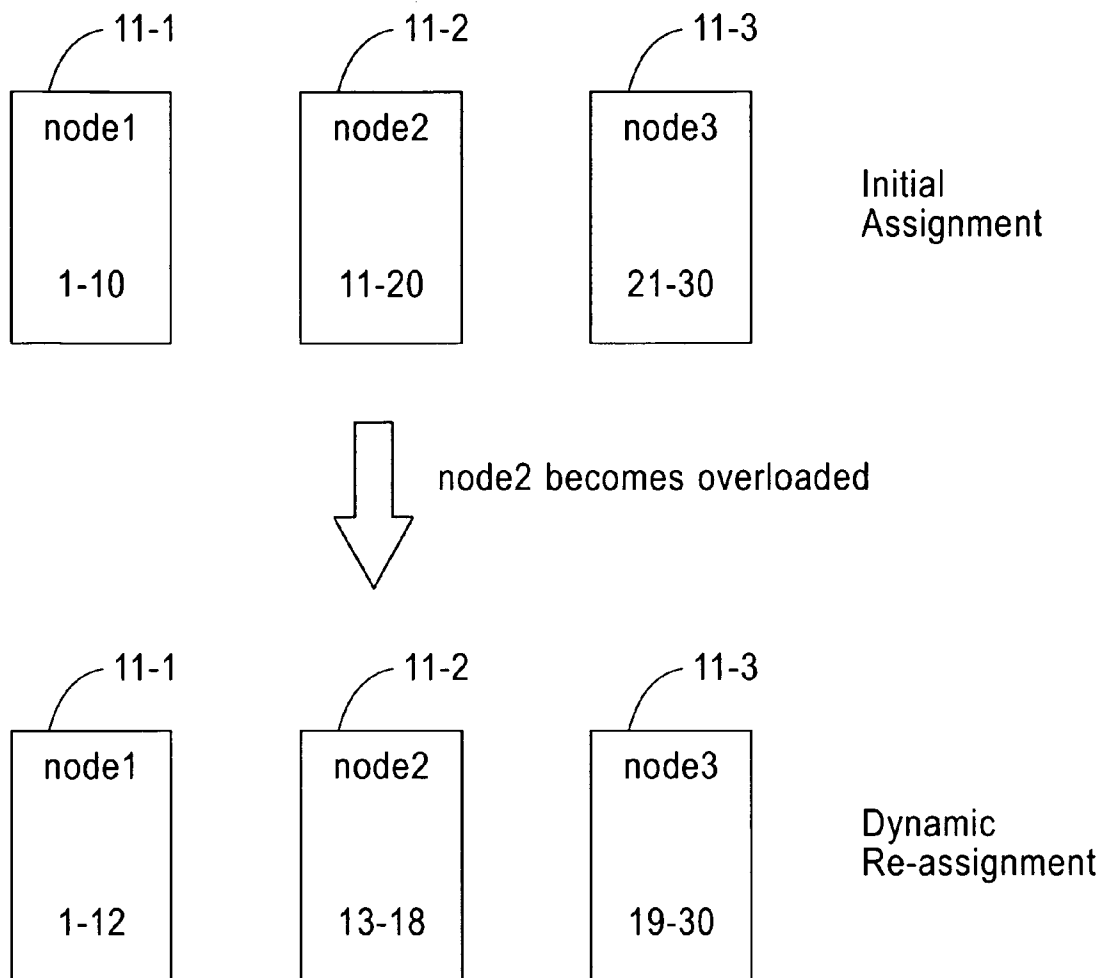 11-1
11-2
11-3
node1
node2
node3
Initial
Assignment
1-10
11-20
21-30
node2 becomes overloaded
11-1
11-2
11-3
node1
node2
node3
Dynamic
Re-assignment
1-12
13-18
19-30